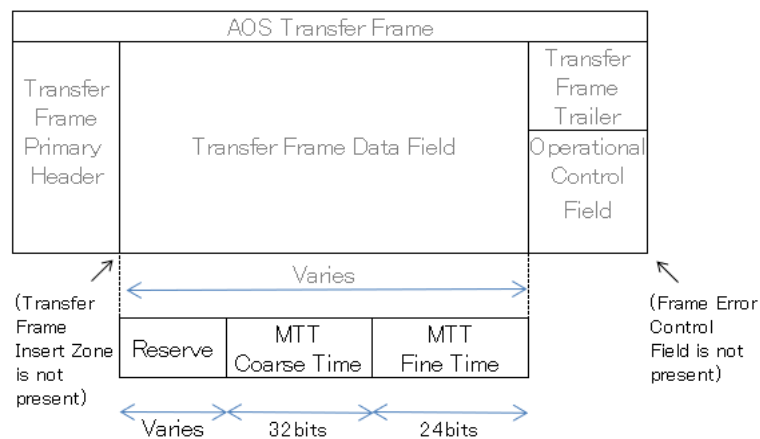 AOS Transfer Frame
Transfer
Frame
Primary
Header
Transfer Frame Data Field
Transfer
Frame
Trailer
Operational
Control
Field
Varies
(Transfer
Frame
Insert Zone
is not
present)
(Frame Error
Control
Field is not
present)
Reserve
MTT
Coarse Time
MTT
Fine Time
Varies
32bits
24bits